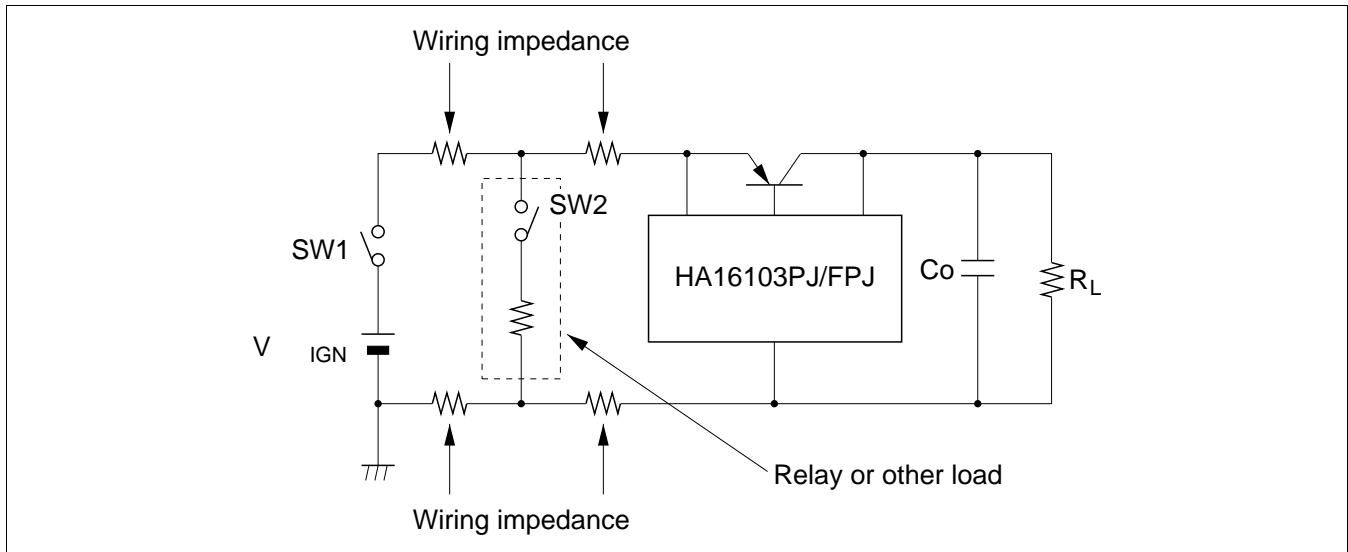 Wiring impedance
SW2
SW1
HA16103PJ/FPJ
Co
RL
V IGN
Relay or other load
Wiring impedance